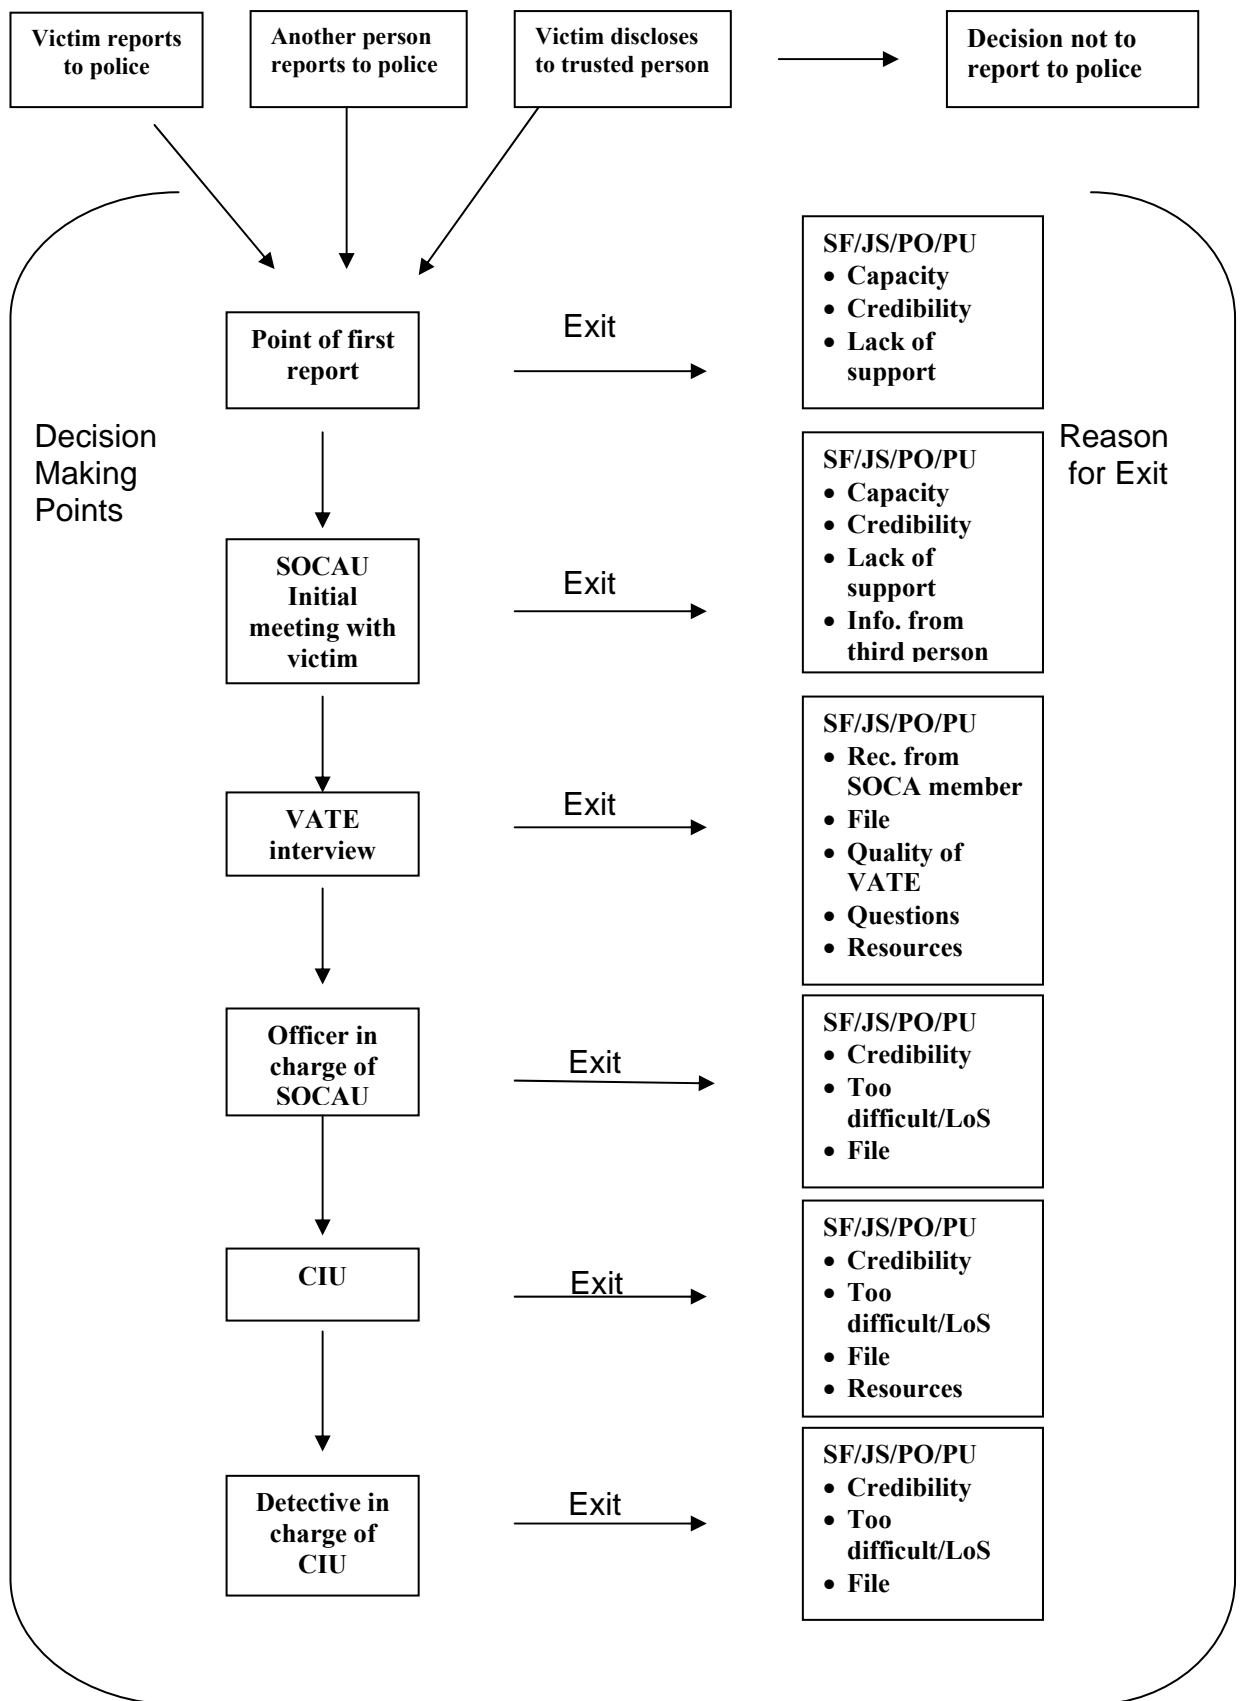 Victim reports
to police
Another person
reports to police
Victim discloses
to trusted person
Decision not to
report to police
Decision
Making
Points
Reason
for Exit
Point of first
report
Exit
SF/JS/PO/PU
• Capacity
• Credibility
• Lack of
support
SOCAU
Initial
meeting with
victim
Exit
SF/JS/PO/PU
• Capacity
• Credibility
• Lack of
support
• Info. from
third person
VATE
interview
Exit
SF/JS/PO/PU
• Rec. from
SOCA member
• File
• Quality of
VATE
• Questions
• Resources
Officer in
charge of
SOCAU
Exit
SF/JS/PO/PU
• Credibility
• Too
difficult/LoS
• File
CIU
Exit
SF/JS/PO/PU
• Credibility
• Too
difficult/LoS
• File
• Resources
Detective in
charge of
CIU
Exit
SF/JS/PO/PU
• Credibility
• Too
difficult/LoS
• File